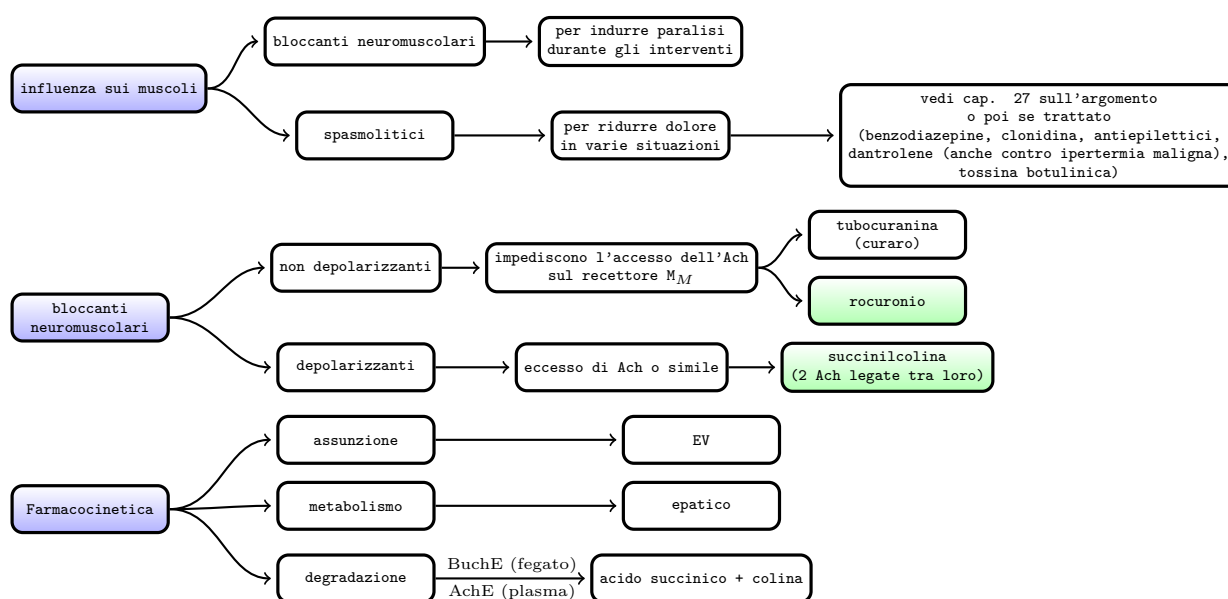 influenza sui muscoli
bloccanti neuromuscolari
per indurre paralisi
durante gli interventi
spasmolitici
per ridurre dolore
in varie situazioni
vedi cap. 27 sull'argomento
o poi se trattato
(benzodiazepine, clonidina, antiepilettici,
dantrolene (anche contro ipertermia maligna),
tossina botulinica)
bloccanti
neuromuscolari
non depolarizzanti
impediscono l'accesso dell'Ach
sul recettore M_M
tubocuranina
(curaro)
rocuronio
depolarizzanti
eccesso di Ach o simile
succinilcolina
(2 Ach legate tra loro)
Farmacocinetica
assunzione
EV
metabolismo
epatico
degradazione
BuchE (fegato)
AchE (plasma)
acido succinico + colina